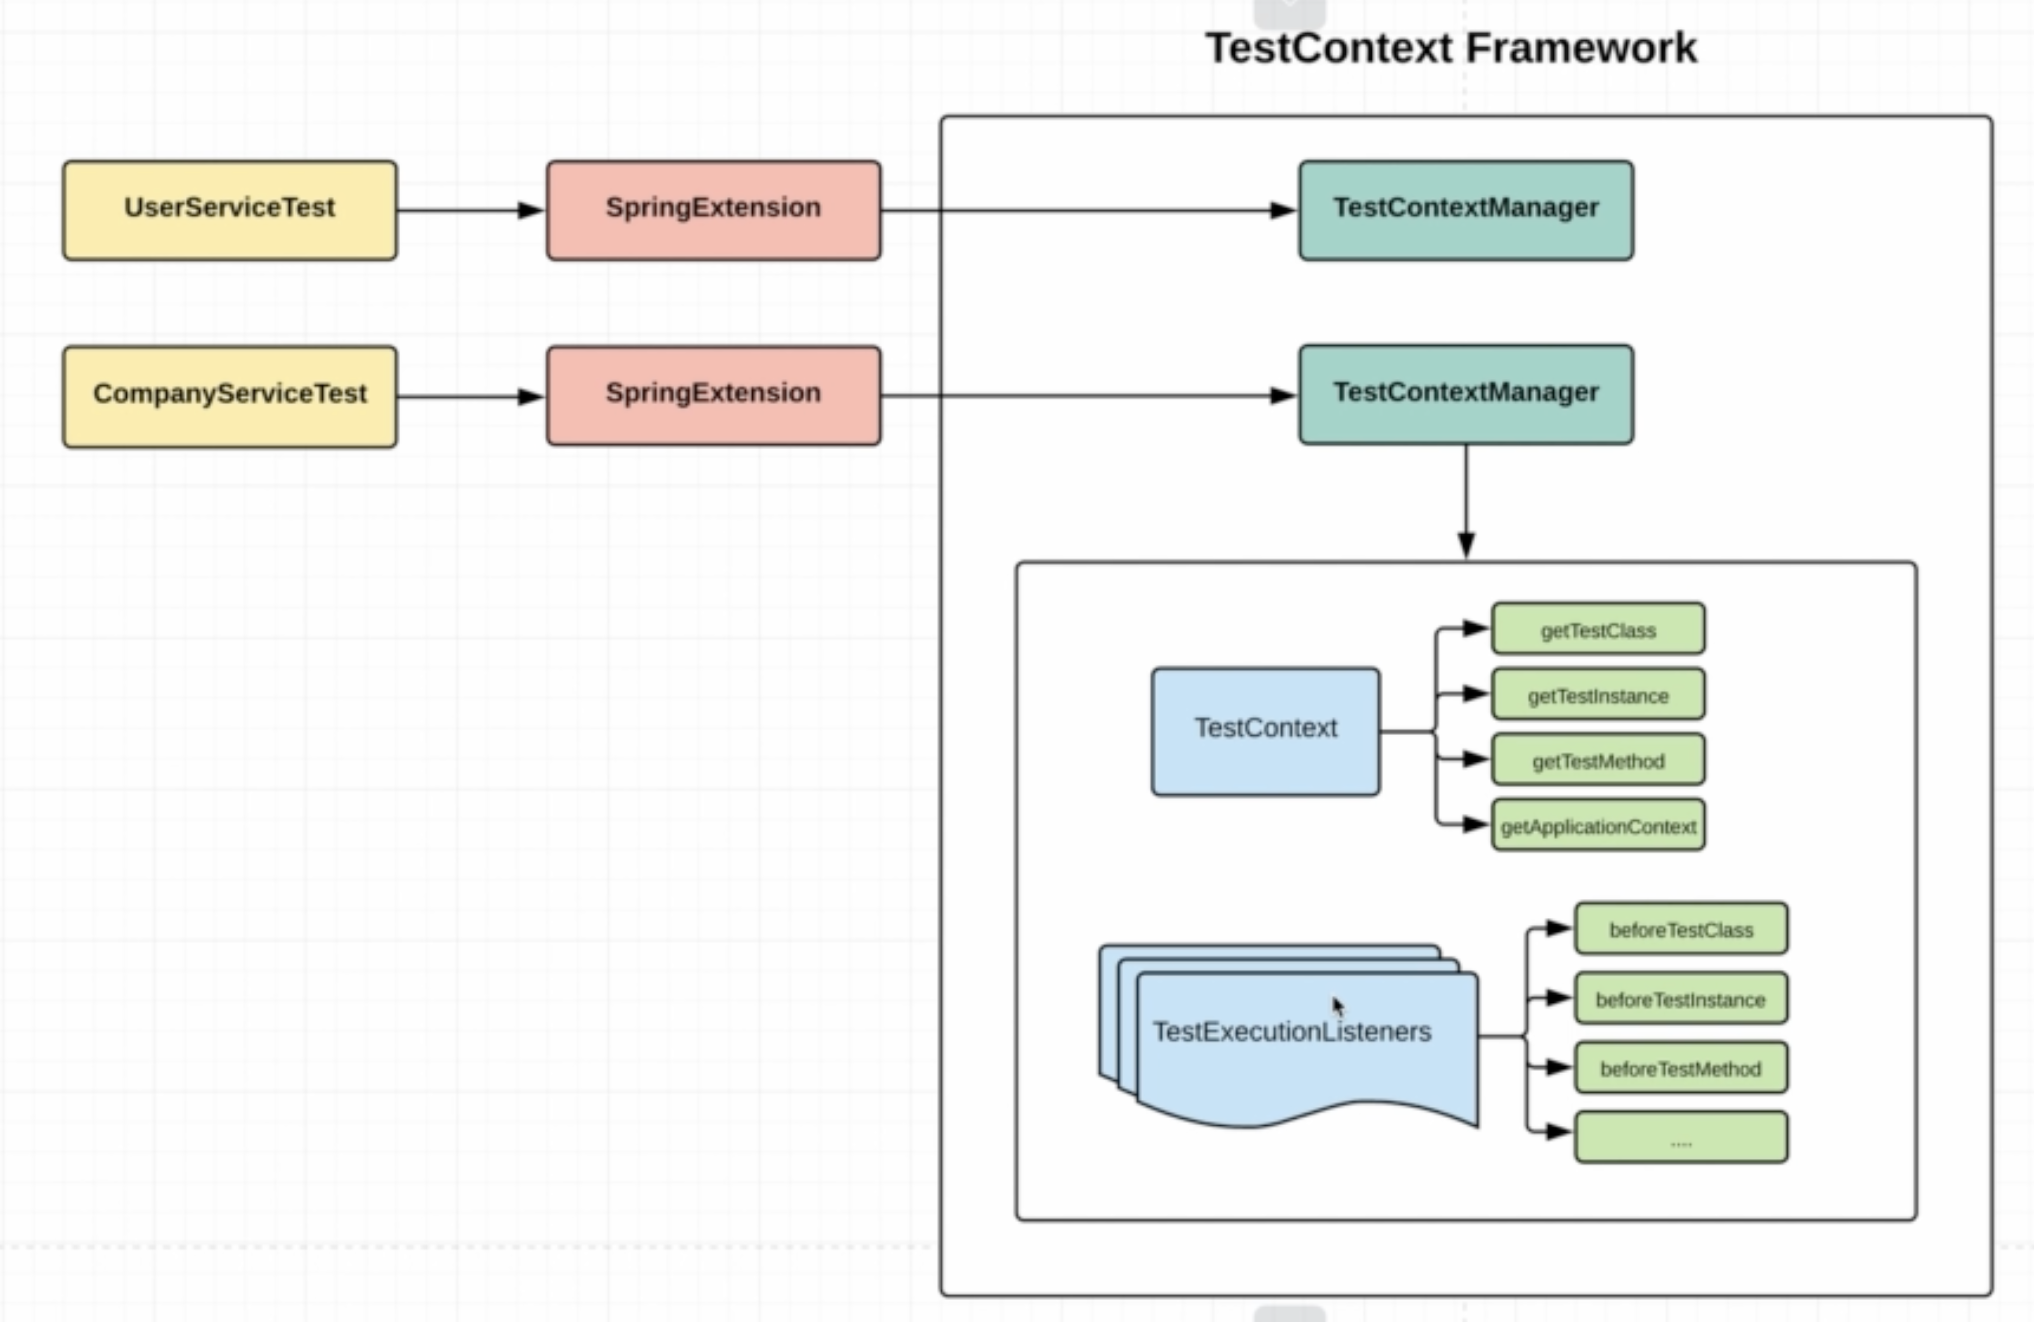 TestContext Framework
UserServiceTest
SpringExtension
TestContextManager
CompanyServiceTest
SpringExtension
TestContextManager
TestContext
getTestClass
getTestInstance
getTestMethod
getApplicationContext
TestExecutionListeners
beforeTestClass
beforeTestInstance
beforeTestMethod
....